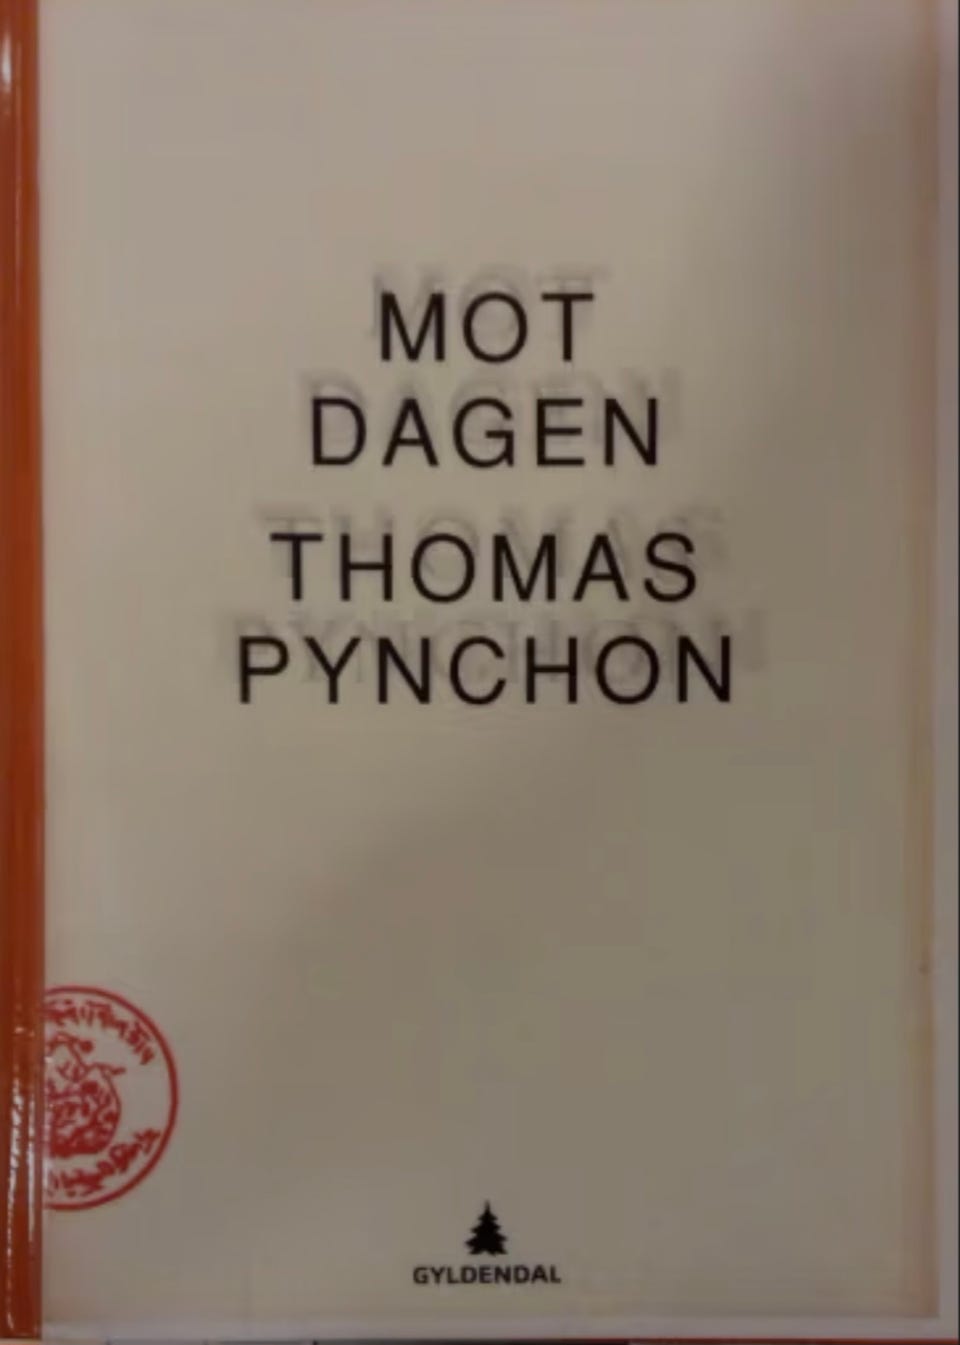 MOT
DAGEN
THOMAS
PYNCHON
GYLDENDAL